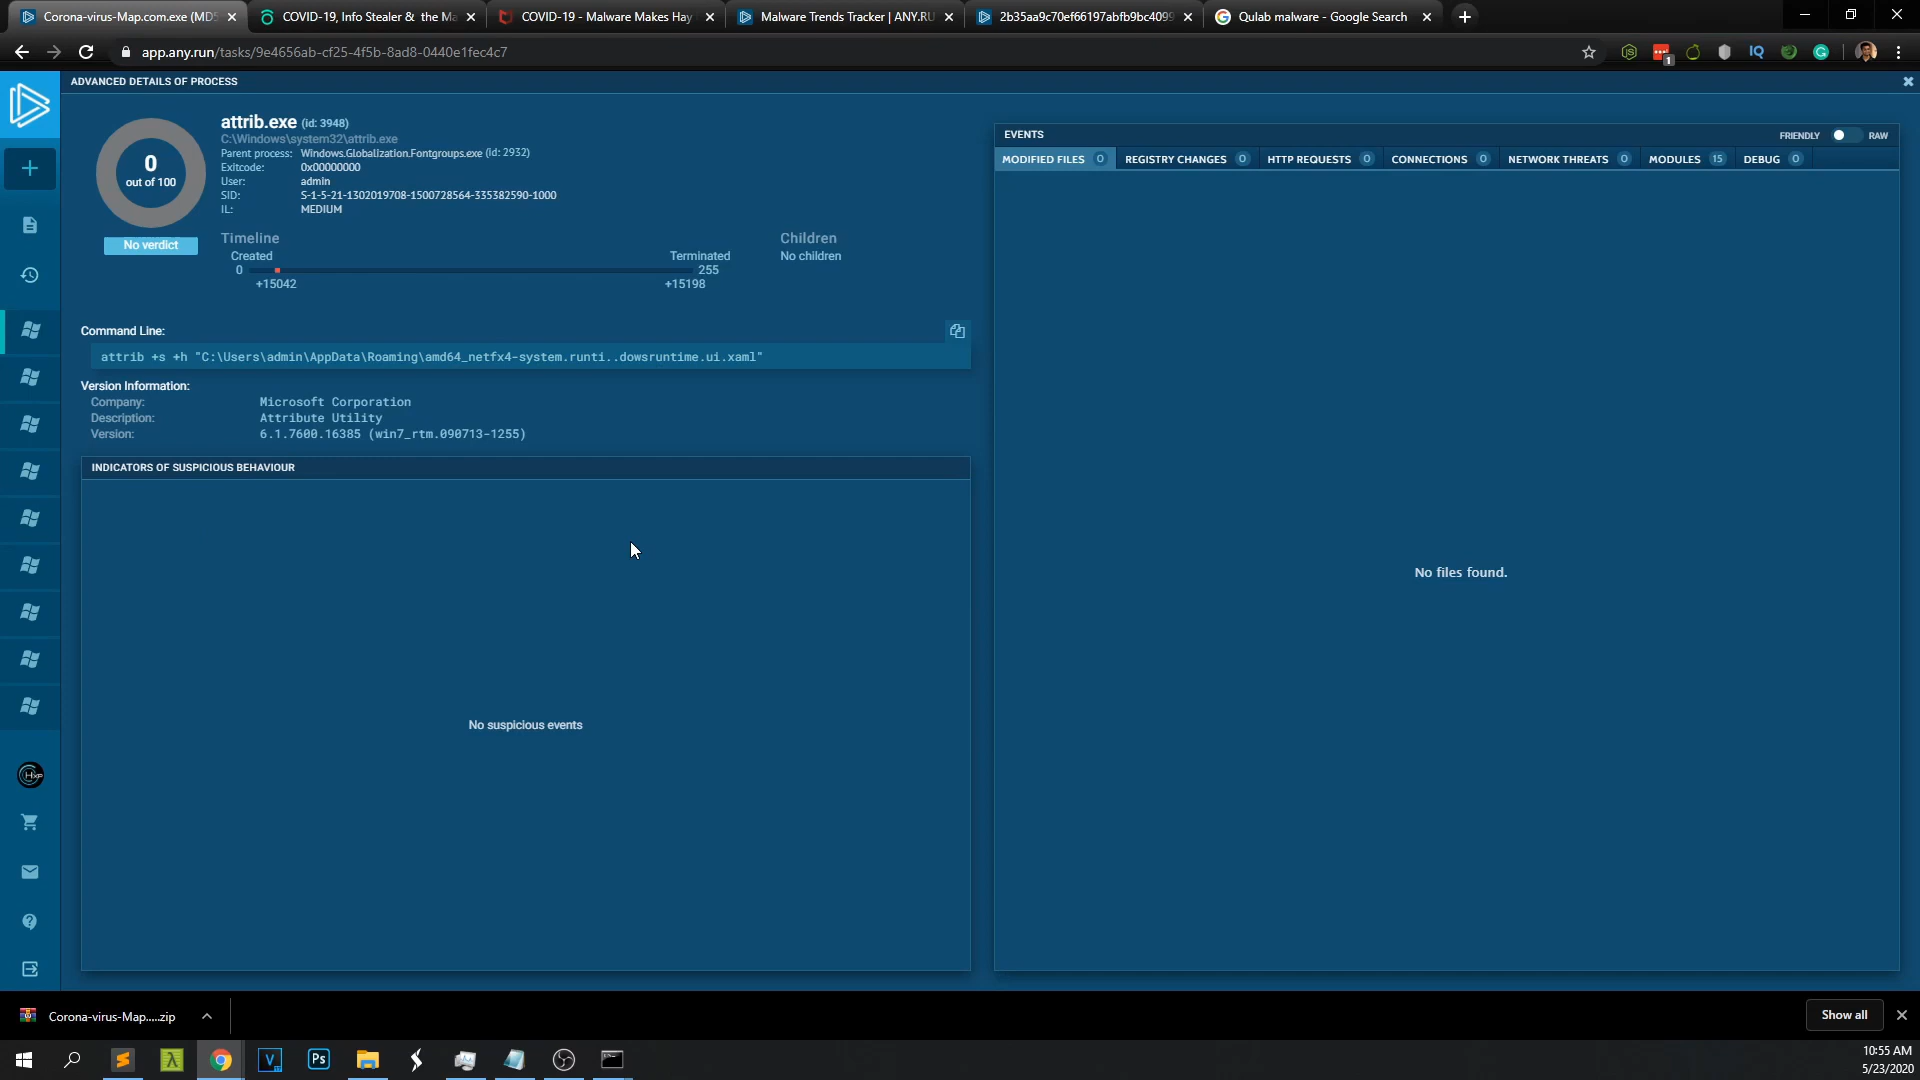 Corona-virus-Map.com.exe (MD5
COVID-19, Info Stealer & the Ma
COVID-19 - Malware Makes Hay
Malware Trends Tracker | ANY.RU
2b35aa9c70ef66197abfb9bc4099
Qulab malware - Google Search
app.any.run/tasks/9e4656ab-cf25-4f5b-8ad8-0440e1fec4c7
IQ
1
ADVANCED DETAILS OF PROCESS
0
out of 100
No verdict
attrib.exe (id: 3948)
C:\Windows\system32\attrib.exe
Parent process: Windows.Globalization.Fontgroups.exe (id: 2932)
Exitcode: 0x00000000
User: admin
SID: S-1-5-21-1302019708-1500728564-335382590-1000
IL: MEDIUM
Timeline
Created Terminated
0 255
+15042 +15198
Children
No children
Command Line:
attrib +s +h "C:\Users\admin\AppData\Roaming\amd64_netfx4-system.runti..dowsruntime.ui.xaml"
Version Information:
Company: Microsoft Corporation
Description: Attribute Utility
Version: 6.1.7600.16385 (win7_rtm.090713-1255)
INDICATORS OF SUSPICIOUS BEHAVIOUR
No suspicious events
EVENTS
FRIENDLY RAW
MODIFIED FILES 0 REGISTRY CHANGES 0 HTTP REQUESTS 0 CONNECTIONS 0 NETWORK THREATS 0 MODULES 15 DEBUG 0
No files found.
Corona-virus-Map.....zip
Show all
Ps
V
10:55 AM
5/23/2020